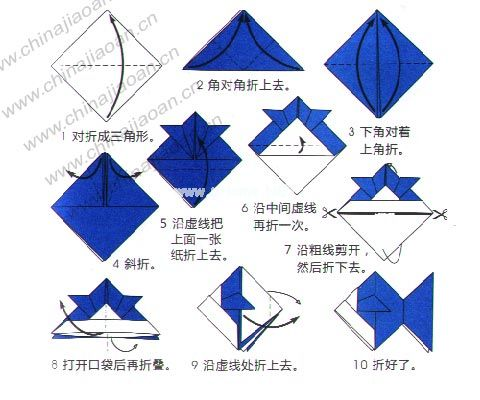 www.chinajiaoan.cn
www.chinajiaoan.cn
www.chinajiaoan.cn
1 对折成三角形。
2 角对角折上去。
3 下角对着
上角折。
4 斜折。
5 沿虚线把
上面一张
纸折上去。
6 沿中间虚线
再折一次。
7 沿粗线剪开,
然后折下去。
8 打开口袋后再折叠。
9 沿虚线处折上去。
10 折好了。